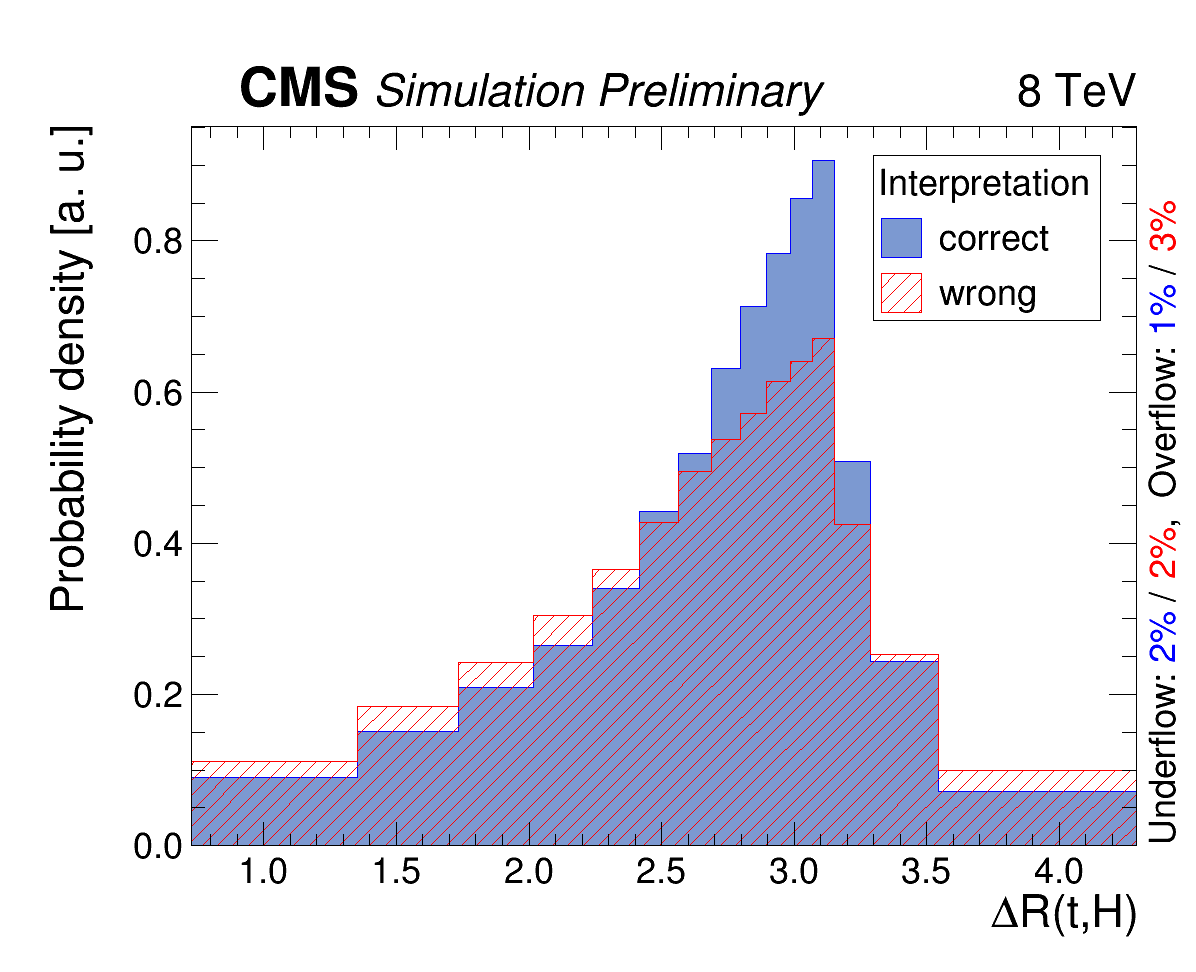 CMS Simulation Preliminary 8 TeV
Probability density [a. u.]
0.8
0.6
0.4
0.2
0.0
Interpretation
correct
wrong
1.0 1.5 2.0 2.5 3.0 3.5 4.0
ΔR(t,H)
Underflow: 2% / 2%, Overflow: 1% / 3%